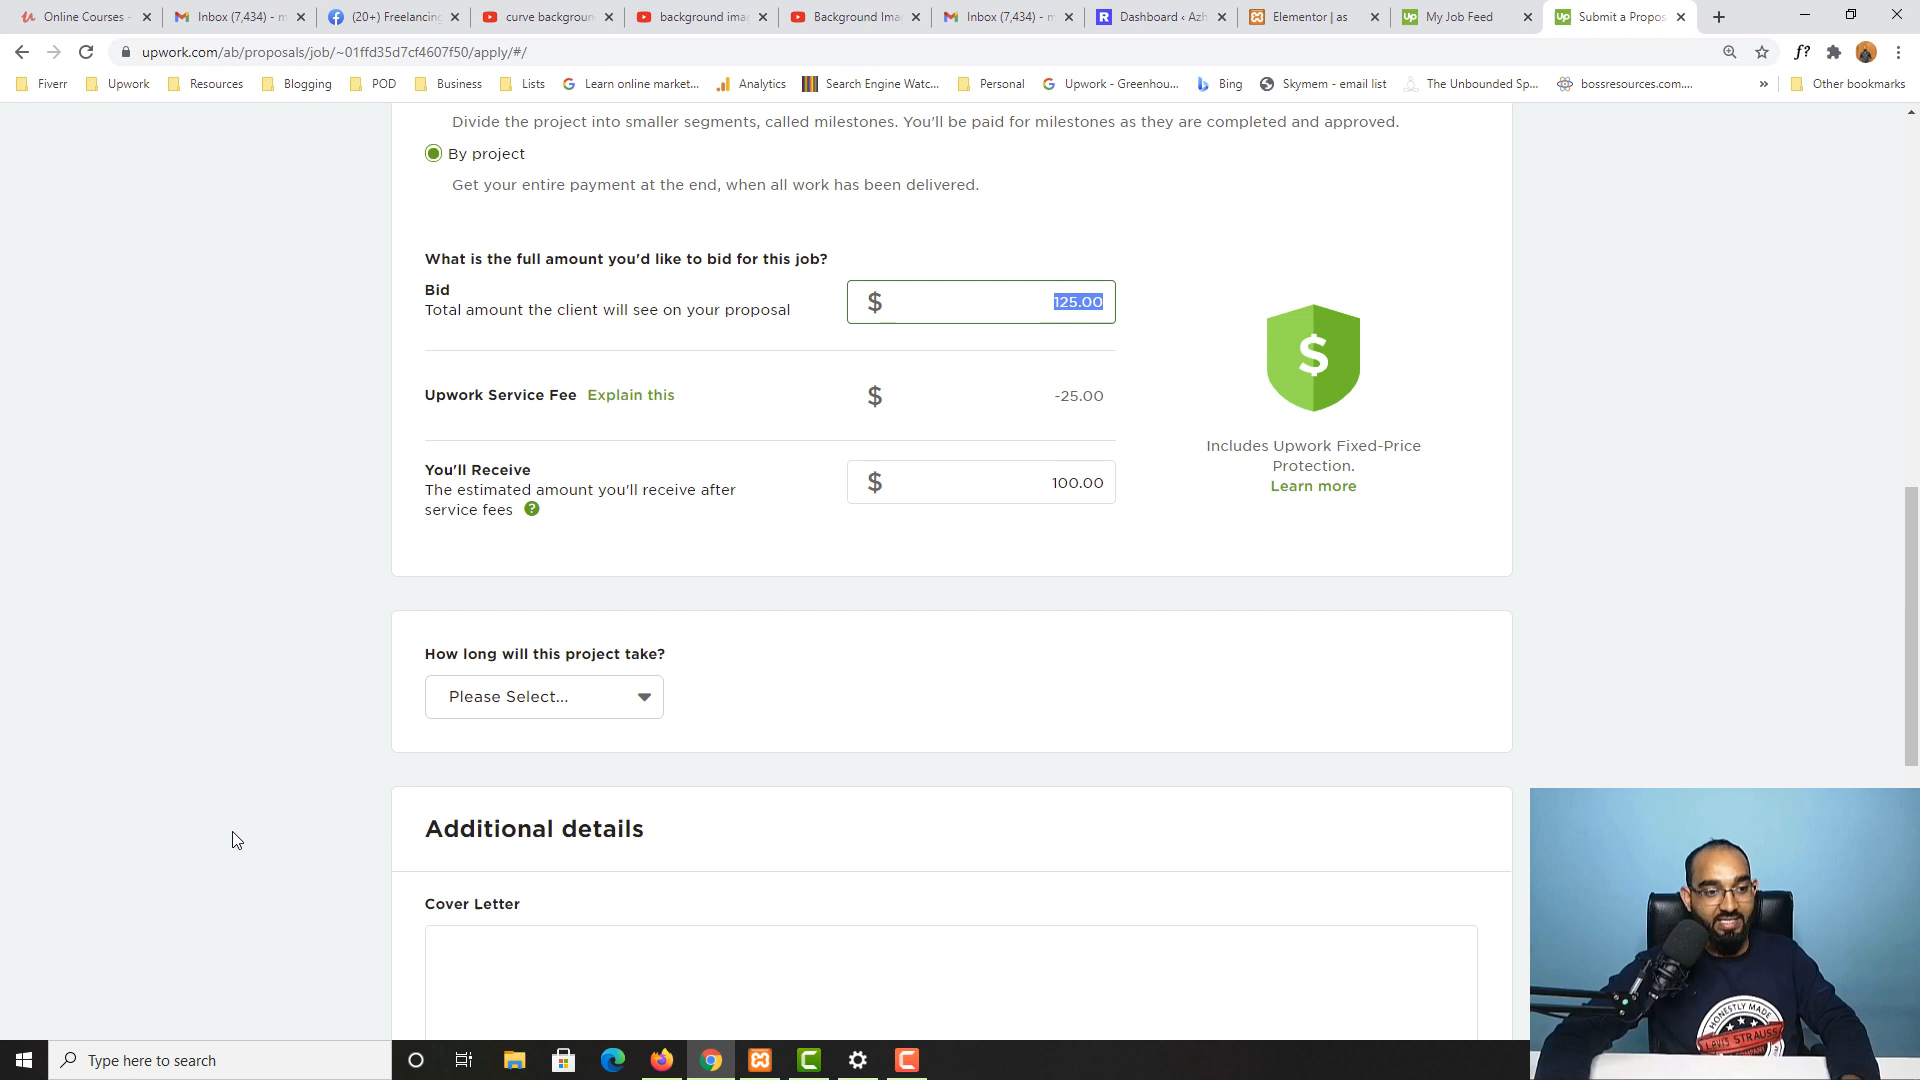 Online Courses -
Inbox (7,434) - m
(20+) Freelancing
curve backgroun
background ima
Background Ima
Inbox (7,434) - m
Dashboard ‹ Azh
Elementor | as
My Job Feed
Submit a Propos
upwork.com/ab/proposals/job/~01ffd35d7cf4607f50/apply/#/
f?
Fiverr
Upwork
Resources
Blogging
POD
Business
Lists
Learn online market...
Analytics
Search Engine Watc...
Personal
Upwork - Greenhou...
Bing
Skymem - email list
The Unbounded Sp...
bossresources.com....
»
Other bookmarks
Divide the project into smaller segments, called milestones. You'll be paid for milestones as they are completed and approved.
By project
Get your entire payment at the end, when all work has been delivered.
What is the full amount you'd like to bid for this job?
Bid
Total amount the client will see on your proposal
$ 125.00
Upwork Service Fee Explain this
$ -25.00
You'll Receive
The estimated amount you'll receive after
service fees ?
$ 100.00
$
Includes Upwork Fixed-Price
Protection.
Learn more
How long will this project take?
Please Select...
Additional details
Cover Letter
HONESTLY MADE
LEVI STRAUSS
Type here to search